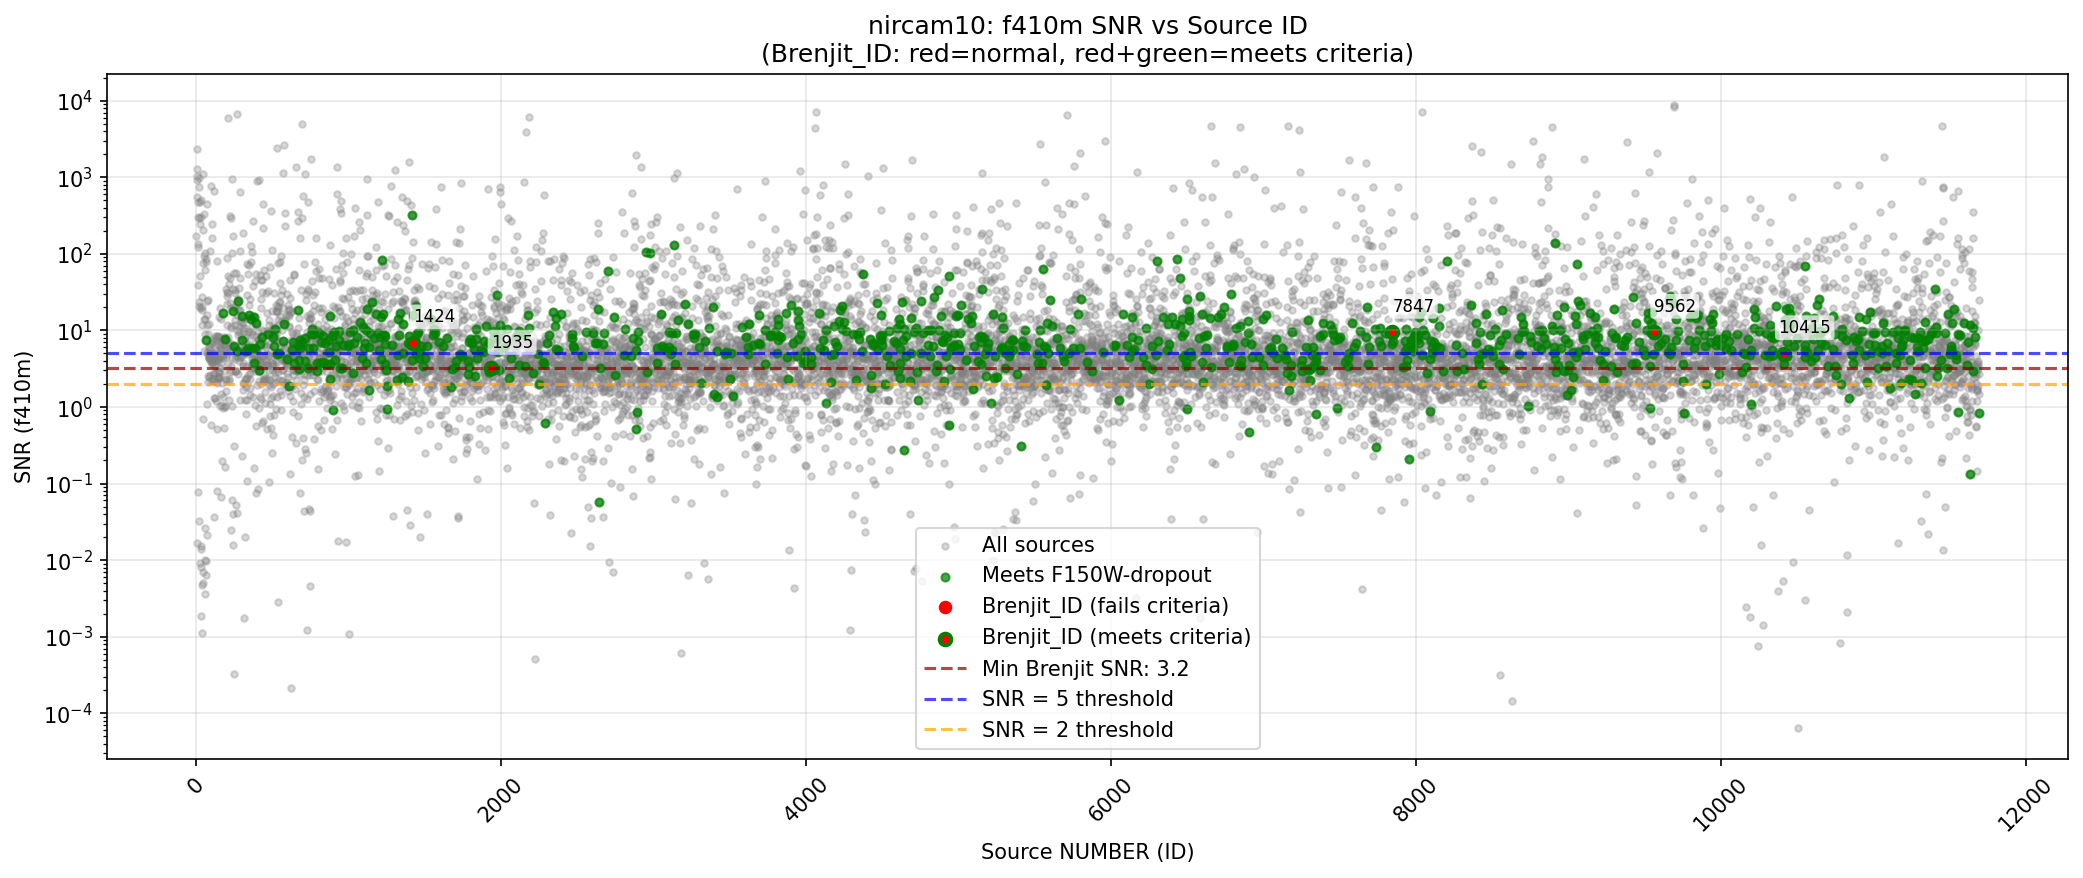 nircam10: f410m SNR vs Source ID
(Brenjit_ID: red=normal, red+green=meets criteria)
SNR (f410m)
10⁴
10³
10²
10¹
10⁰
10⁻¹
10⁻²
10⁻³
10⁻⁴
1424
1935
7847
9562
10415
All sources
Meets F150W-dropout
Brenjit_ID (fails criteria)
Brenjit_ID (meets criteria)
Min Brenjit SNR: 3.2
SNR = 5 threshold
SNR = 2 threshold
0
2000
4000
6000
8000
10000
12000
Source NUMBER (ID)